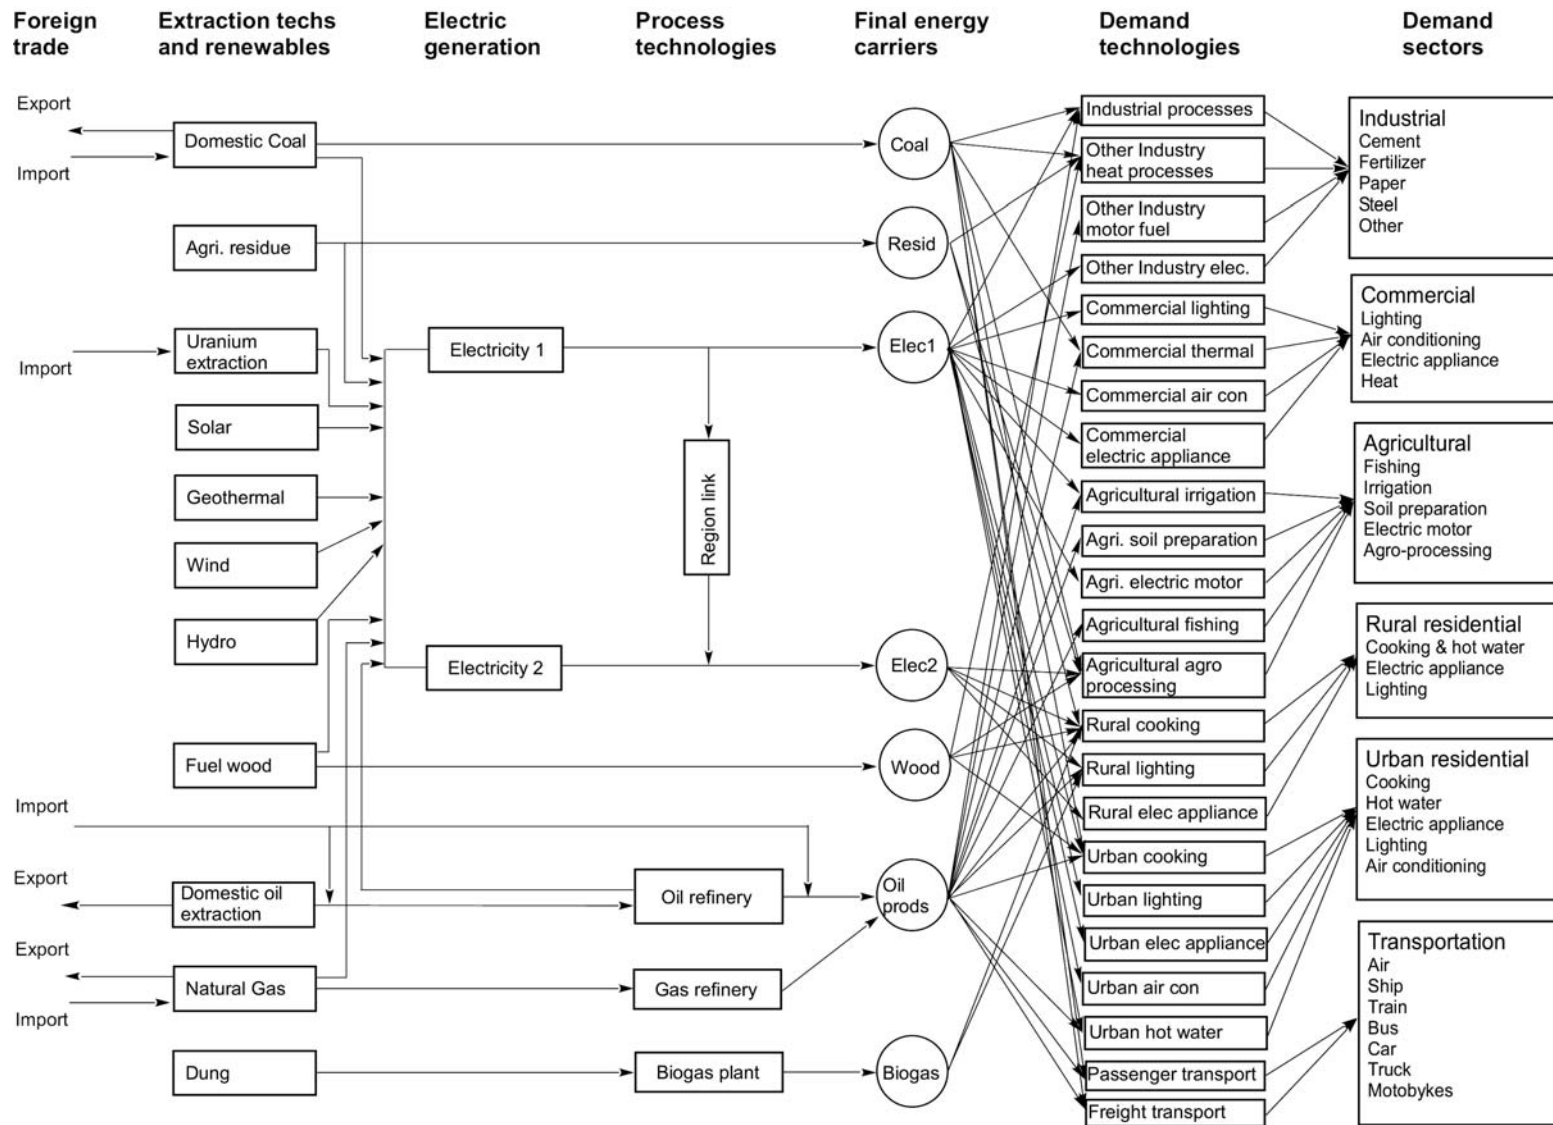 Foreign
trade
Extraction techs
and renewables
Electric
generation
Process
technologies
Final energy
carriers
Demand
technologies
Demand
sectors
Export
Import
Import
Import
Export
Export
Import
Domestic Coal
Agri. residue
Uranium
extraction
Solar
Geothermal
Wind
Hydro
Fuel wood
Domestic oil
extraction
Natural Gas
Dung
Electricity 1
Electricity 2
Region link
Oil refinery
Gas refinery
Biogas plant
Coal
Resid
Elec1
Elec2
Wood
Oil
prods
Biogas
Industrial processes
Other Industry
heat processes
Other Industry
motor fuel
Other Industry elec.
Commercial lighting
Commercial thermal
Commercial air con
Commercial
electric appliance
Agricultural irrigation
Agri. soil preparation
Agri. electric motor
Agricultural fishing
Agricultural agro
processing
Rural cooking
Rural lighting
Rural elec appliance
Urban cooking
Urban lighting
Urban elec appliance
Urban air con
Urban hot water
Passenger transport
Freight transport
Industrial
Cement
Fertilizer
Paper
Steel
Other
Commercial
Lighting
Air conditioning
Electric appliance
Heat
Agricultural
Fishing
Irrigation
Soil preparation
Electric motor
Agro-processing
Rural residential
Cooking & hot water
Electric appliance
Lighting
Urban residential
Cooking
Hot water
Electric appliance
Lighting
Air conditioning
Transportation
Air
Ship
Train
Bus
Car
Truck
Motobykes